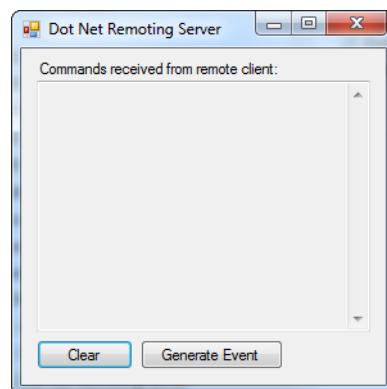 Dot Net Remoting Server
Commands received from remote client:
Clear
Generate Event